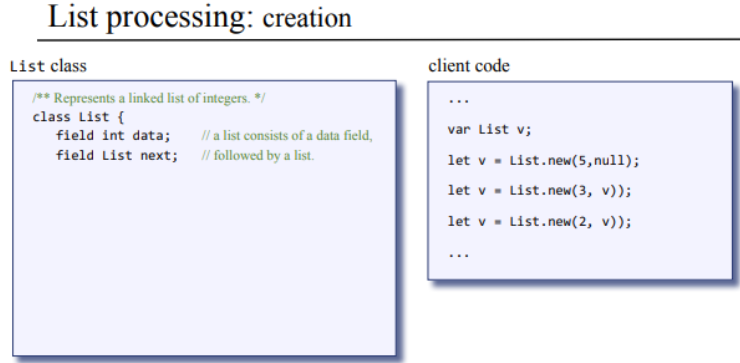 List processing: creation
List class
/** Represents a linked list of integers. */
class List {
field int data; // a list consists of a data field,
field List next; // followed by a list.
client code
...
var List v;
let v = List.new(5,null);
let v = List.new(3, v));
let v = List.new(2, v));
...